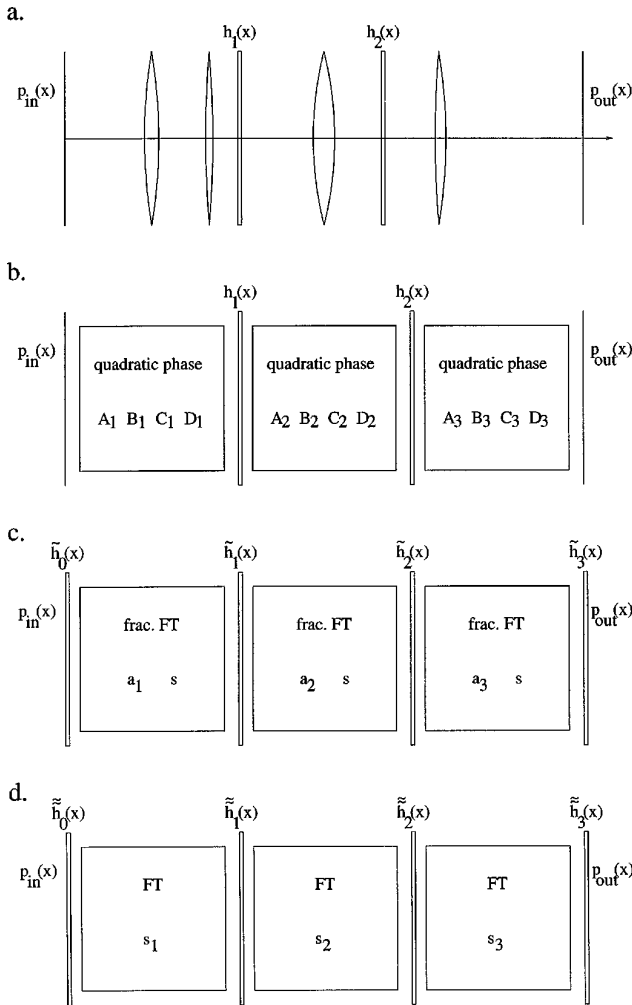 a.
h1(x) h2(x)
pin(x) pout(x)
b.
h1(x) h2(x)
pin(x) pout(x)
quadratic phase quadratic phase quadratic phase
A1 B1 C1 D1 A2 B2 C2 D2 A3 B3 C3 D3
c.
h̃0(x) h̃1(x) h̃2(x) h̃3(x)
pin(x) pout(x)
frac. FT frac. FT frac. FT
a1 s a2 s a3 s
d.
h̃̃0(x) h̃̃1(x) h̃̃2(x) h̃̃3(x)
pin(x) pout(x)
FT FT FT
s1 s2 s3